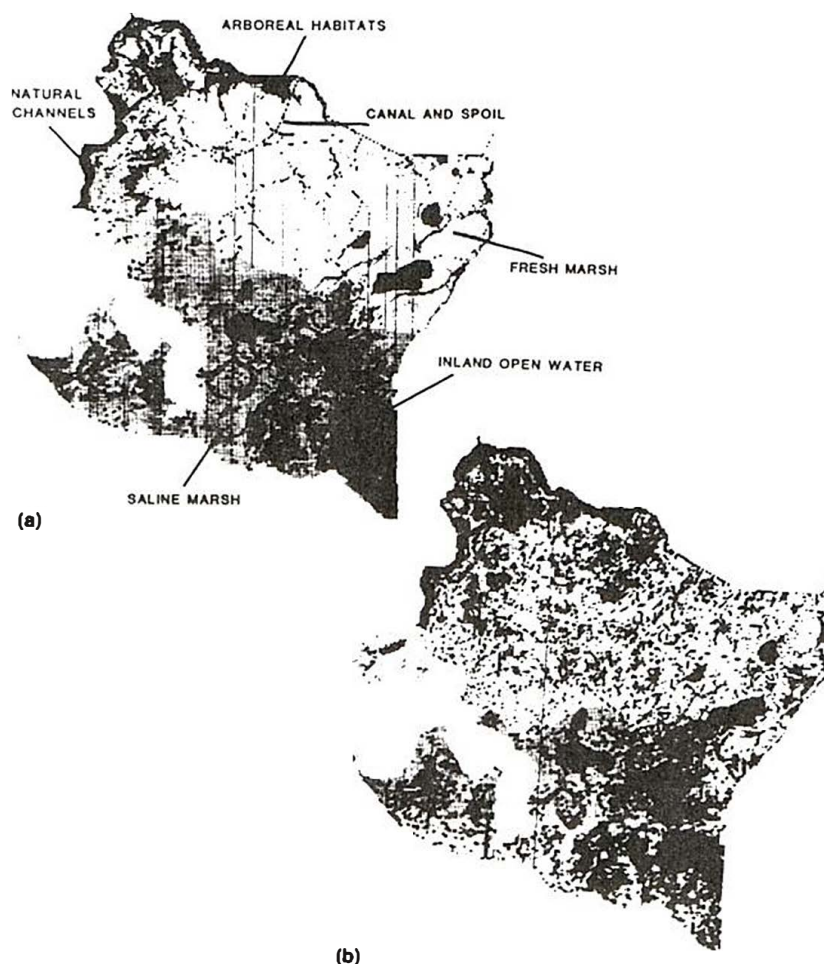 ARBOREAL HABITATS
NATURAL
CHANNELS
CANAL AND SPOIL
FRESH MARSH
INLAND OPEN WATER
SALINE MARSH
(a)
(b)